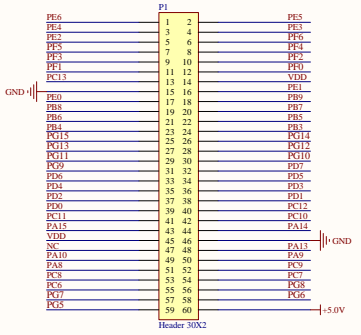 P1
PE6 1 2 PE5
PE4 3 4 PE3
PE2 5 6 PF6
PF5 7 8 PF4
PF3 9 10 PF2
PF1 11 12 PF0
PC13 13 14 VDD
GND 15 16 PE1
PE0 17 18 PB9
PB8 19 20 PB7
PB6 21 22 PB5
PB4 23 24 PB3
PG15 25 26 PG14
PG13 27 28 PG12
PG11 29 30 PG10
PG9 31 32 PD7
PD6 33 34 PD5
PD4 35 36 PD3
PD2 37 38 PD1
PD0 39 40 PC12
PC11 41 42 PC10
PA15 43 44 PA14
VDD 45 46 GND
NC 47 48 PA13
PA10 49 50 PA9
PA8 51 52 PC9
PC8 53 54 PC7
PC6 55 56 PG8
PG7 57 58 PG6
PG5 59 60 +5.0V
Header 30X2